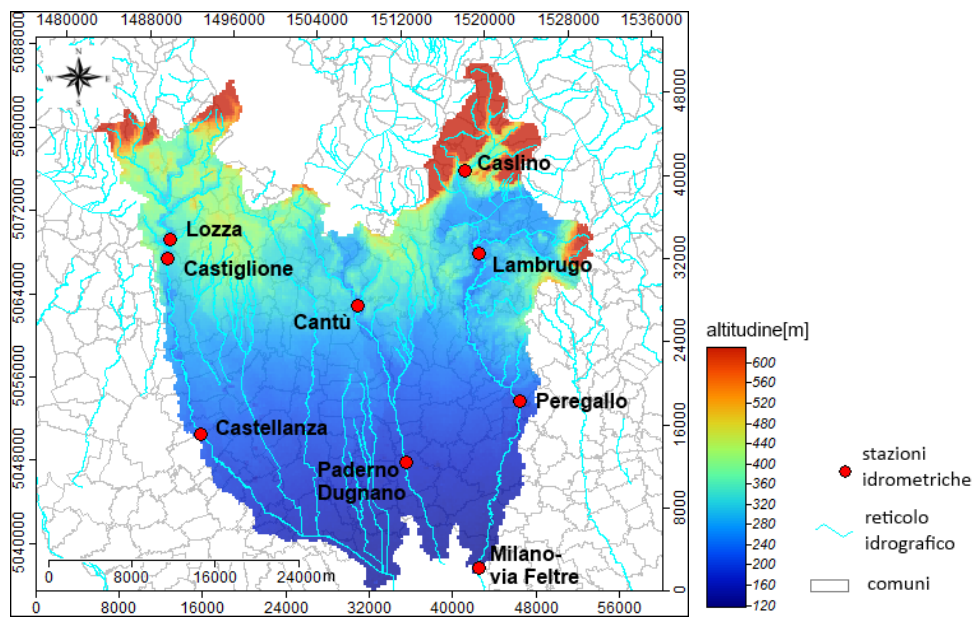 1480000 1488000 1496000 1504000 1512000 1520000 1528000 1536000
5088000
5080000
5072000
5064000
5056000
5048000
5040000
48000
40000
32000
24000
16000
8000
0
N
W E
S
Caslino
Lozza
Castiglione
Lambrugo
Cantù
Peregallo
Castellanza
Paderno
Dugnano
Milano-
via Feltre
0 8000 16000 24000m
0 8000 16000 24000 32000 40000 48000 56000
altitudine[m]
600
560
520
480
440
400
360
320
280
240
200
160
120
stazioni
idrometriche
reticolo
idrografico
comuni